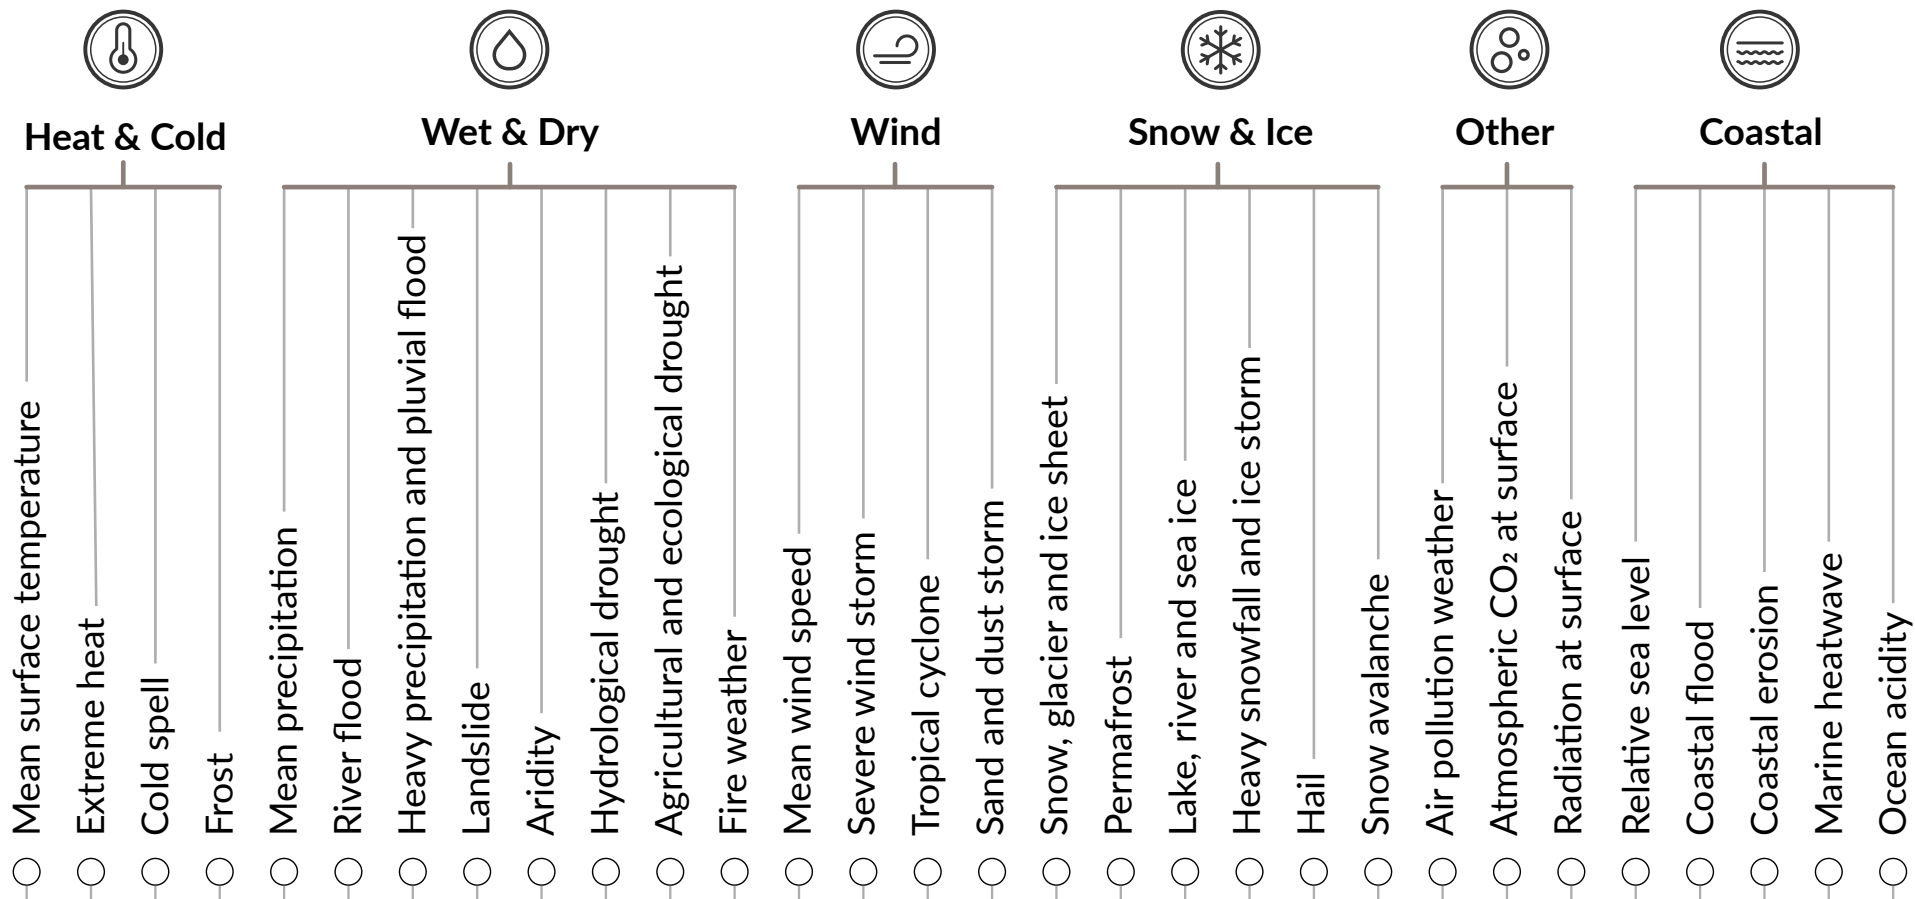 Heat & Cold
Wet & Dry
Wind
Snow & Ice
Other
Coastal
Mean surface temperature
Extreme heat
Cold spell
Frost
Mean precipitation
River flood
Heavy precipitation and pluvial flood
Landslide
Aridity
Hydrological drought
Agricultural and ecological drought
Fire weather
Mean wind speed
Severe wind storm
Tropical cyclone
Sand and dust storm
Snow, glacier and ice sheet
Permafrost
Lake, river and sea ice
Heavy snowfall and ice storm
Hail
Snow avalanche
Air pollution weather
Atmospheric CO₂ at surface
Radiation at surface
Relative sea level
Coastal flood
Coastal erosion
Marine heatwave
Ocean acidity